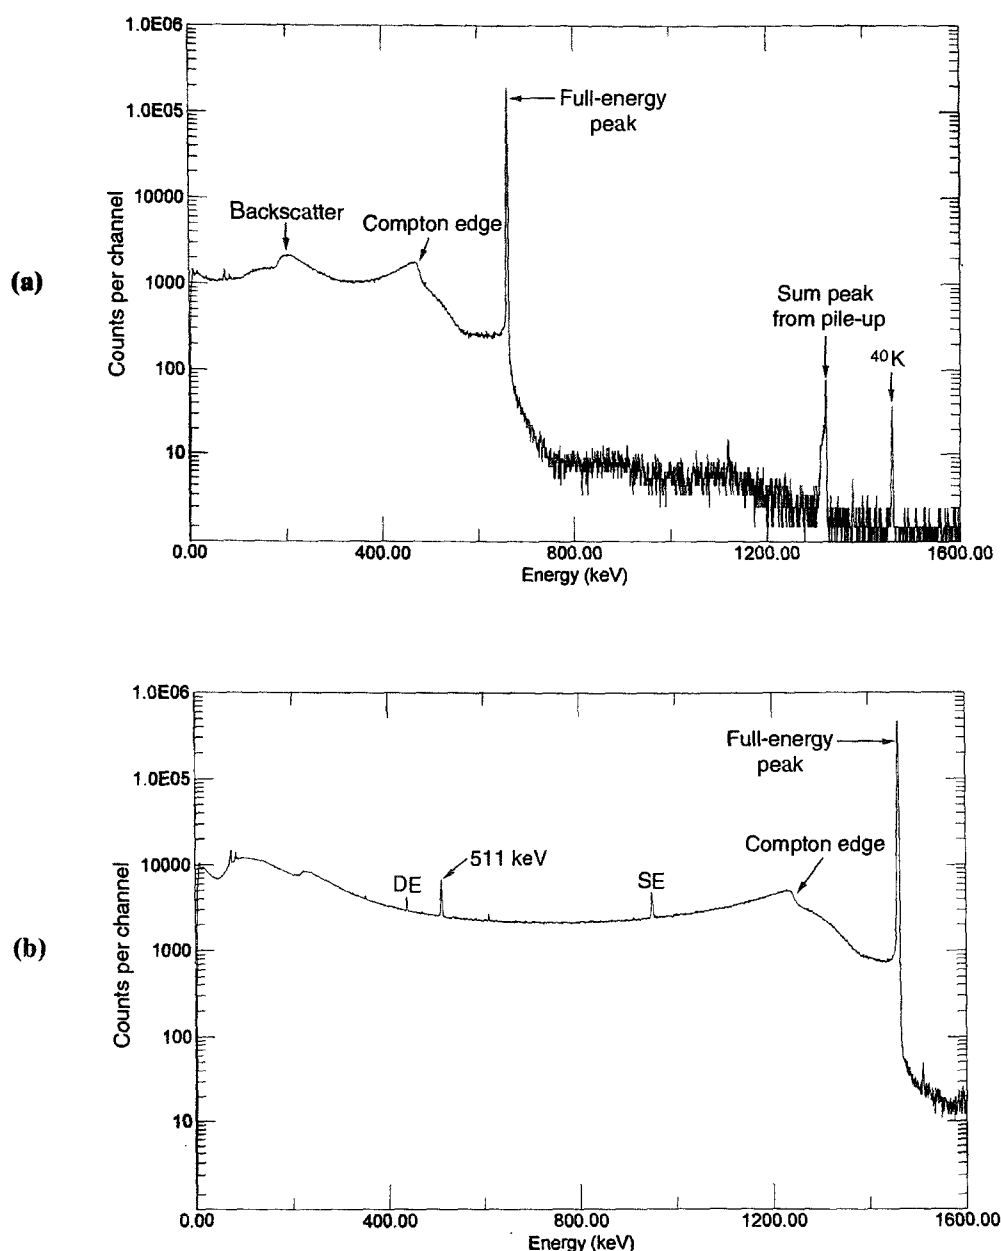 (a)
Counts per channel
1.0E06
1.0E05
10000
1000
100
10
Full-energy
peak
Backscatter
Compton edge
Sum peak
from pile-up
40K
0.00 400.00 800.00 1200.00 1600.00
Energy (keV)
(b)
Counts per channel
1.0E06
1.0E05
10000
1000
100
10
Full-energy
peak
Compton edge
511 keV
DE
SE
0.00 400.00 800.00 1200.00 1600.00
Energy (keV)